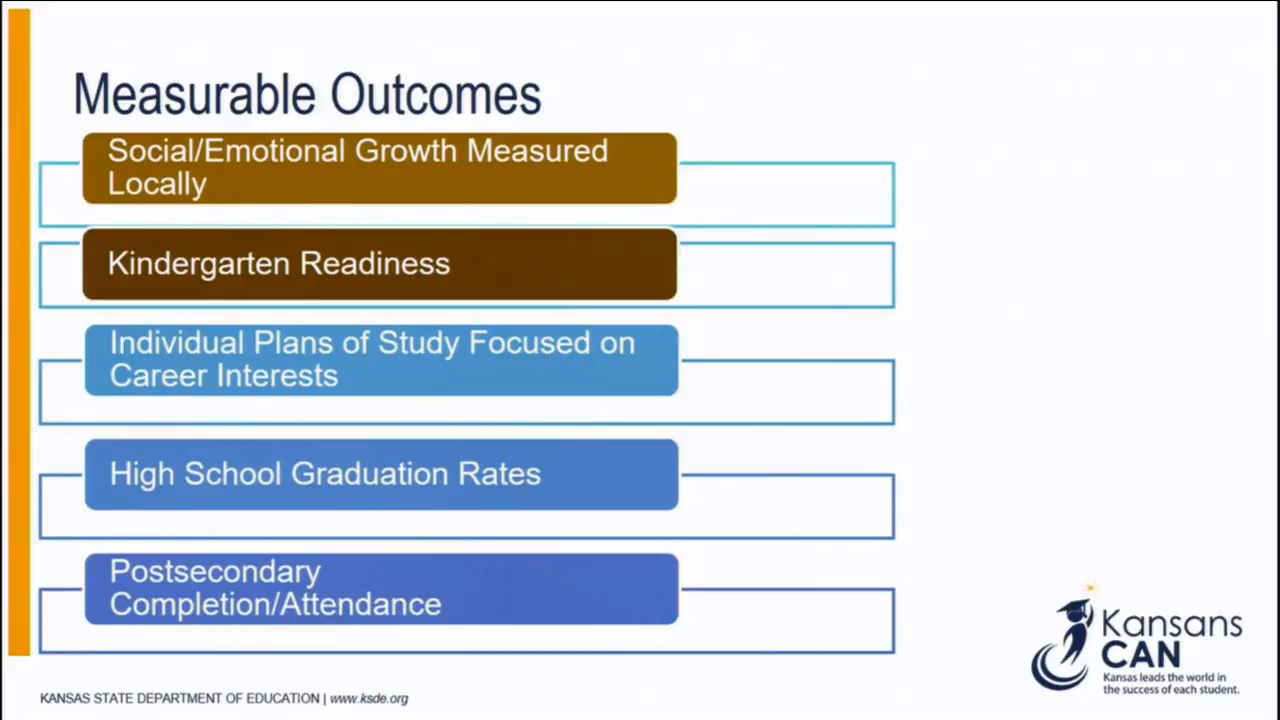 Measurable Outcomes
Social/Emotional Growth Measured
Locally
Kindergarten Readiness
Individual Plans of Study Focused on
Career Interests
High School Graduation Rates
Postsecondary
Completion/Attendance
Kansans
CAN
Kansas leads the world in
the success of each student.
KANSAS STATE DEPARTMENT OF EDUCATION | www.ksde.org